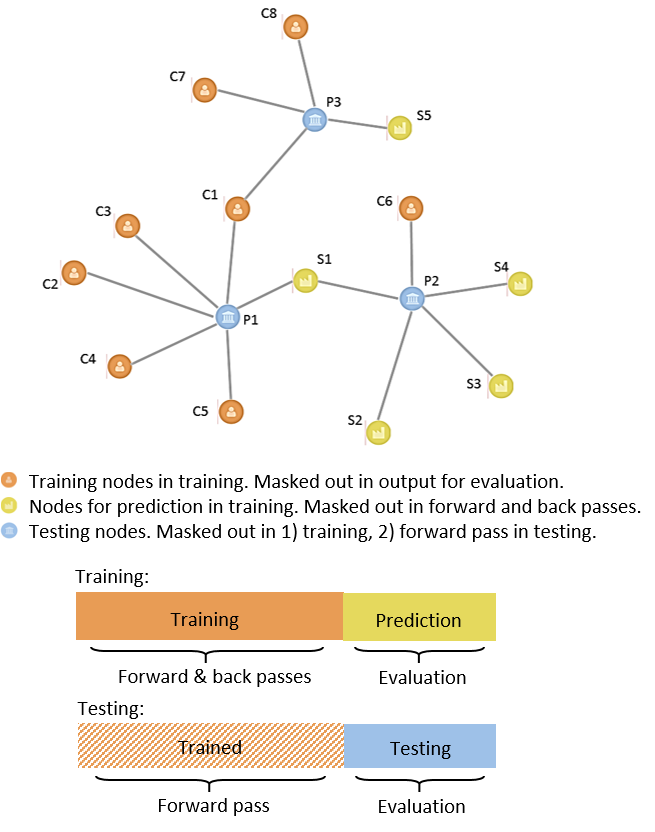 C8
C7
P3
S5
C1
C6
C3
S1
S4
C2
P2
P1
C4
S3
C5
S2
Training nodes in training. Masked out in output for evaluation.
Nodes for prediction in training. Masked out in forward and back passes.
Testing nodes. Masked out in 1) training, 2) forward pass in testing.
Training:
Training
Prediction
Forward & back passes
Evaluation
Testing:
Trained
Testing
Forward pass
Evaluation